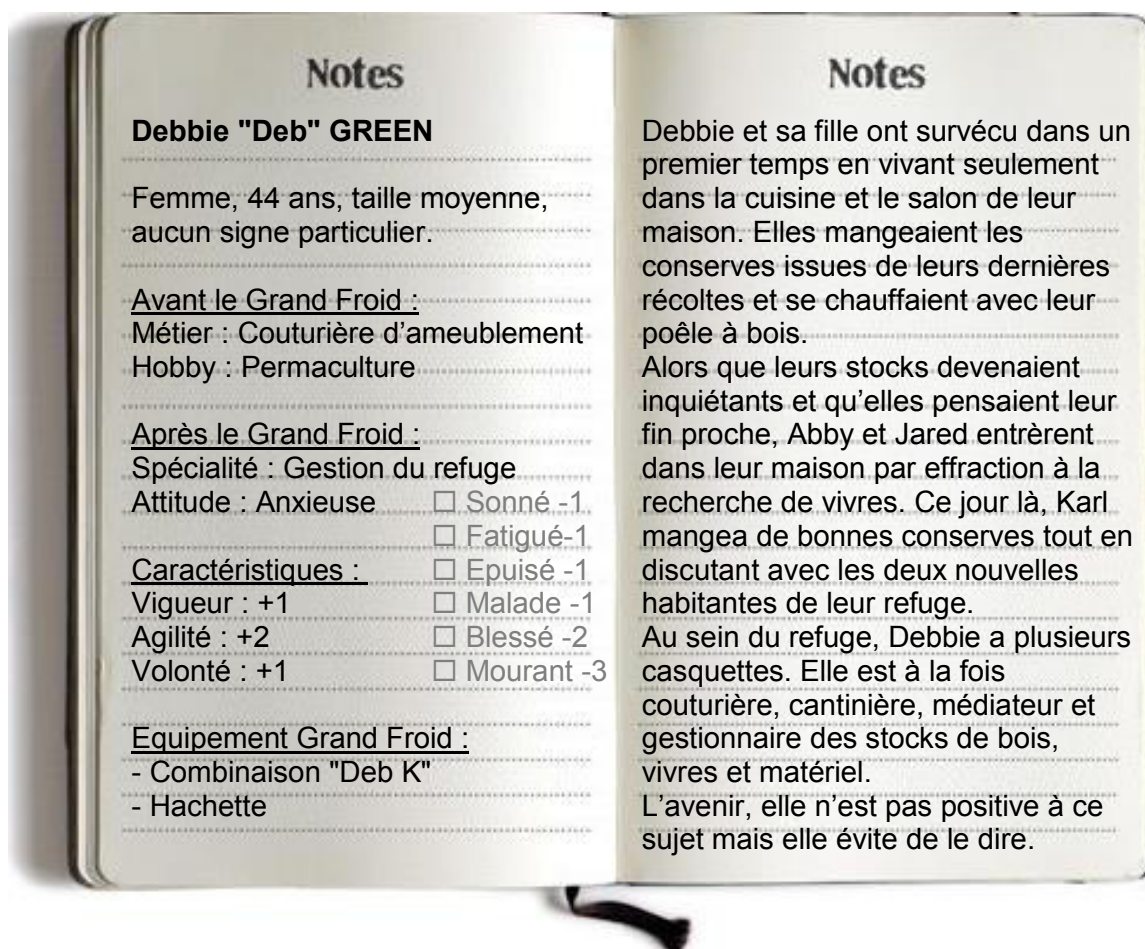 Notes
Debbie "Deb" GREEN
Femme, 44 ans, taille moyenne,
aucun signe particulier.
Avant le Grand Froid :
Métier : Couturière d’ameublement
Hobby : Permaculture
Après le Grand Froid :
Spécialité : Gestion du refuge
Attitude : Anxieuse ☐ Sonné -1
☐ Fatigué-1
Caractéristiques : ☐ Epuisé -1
Vigueur : +1 ☐ Malade -1
Agilité : +2 ☐ Blessé -2
Volonté : +1 ☐ Mourant -3
Equipement Grand Froid :
- Combinaison "Deb K"
- Hachette
Notes
Debbie et sa fille ont survécu dans un
premier temps en vivant seulement
dans la cuisine et le salon de leur
maison. Elles mangeaient les
conserves issues de leurs dernières
récoltes et se chauffaient avec leur
poêle à bois.
Alors que leurs stocks devenaient
inquiétants et qu’elles pensaient leur
fin proche, Abby et Jared entrèrent
dans leur maison par effraction à la
recherche de vivres. Ce jour là, Karl
mangea de bonnes conserves tout en
discutant avec les deux nouvelles
habitantes de leur refuge.
Au sein du refuge, Debbie a plusieurs
casquettes. Elle est à la fois
couturière, cantinière, médiateur et
gestionnaire des stocks de bois,
vivres et matériel.
L’avenir, elle n’est pas positive à ce
sujet mais elle évite de le dire.